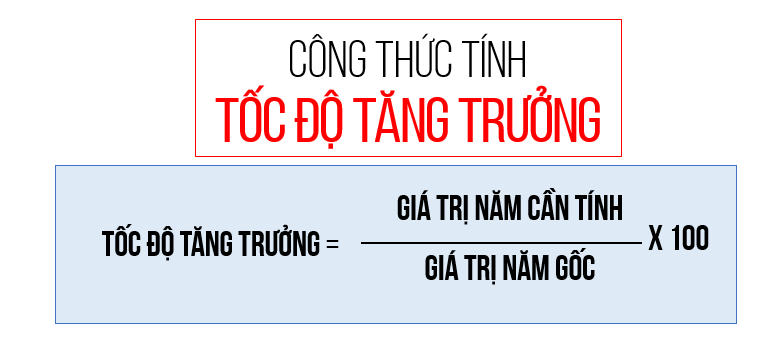 CÔNG THỨC TÍNH
TỐC ĐỘ TĂNG TRƯỞNG
TỐC ĐỘ TĂNG TRƯỞNG =
GIÁ TRỊ NĂM CẦN TÍNH
GIÁ TRỊ NĂM GỐC
X 100